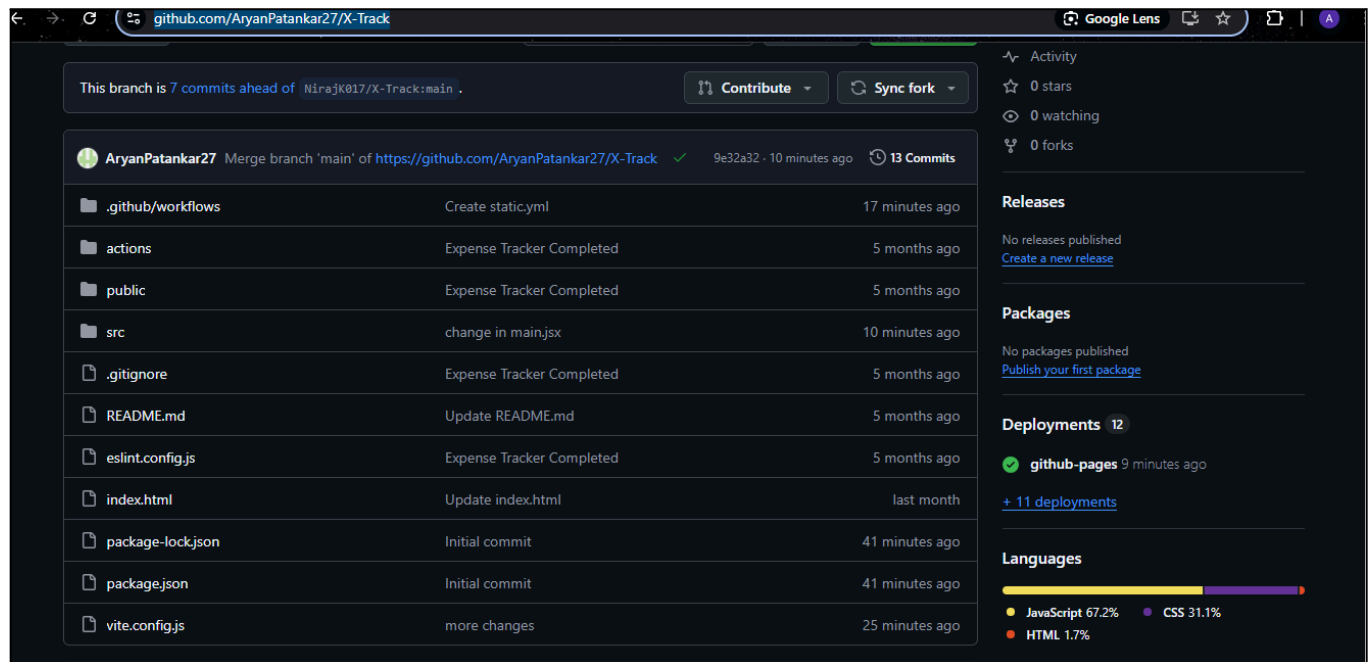 github.com/AryanPatankar27/X-Track
Google Lens
A
This branch is 7 commits ahead of NirajK017/X-Track:main .
Contribute
Sync fork
AryanPatankar27 Merge branch 'main' of https://github.com/AryanPatankar27/X-Track
9e32a32 · 10 minutes ago
13 Commits
.github/workflows Create static.yml 17 minutes ago
actions Expense Tracker Completed 5 months ago
public Expense Tracker Completed 5 months ago
src change in main.jsx 10 minutes ago
.gitignore Expense Tracker Completed 5 months ago
README.md Update README.md 5 months ago
eslint.config.js Expense Tracker Completed 5 months ago
index.html Update index.html last month
package-lock.json Initial commit 41 minutes ago
package.json Initial commit 41 minutes ago
vite.config.js more changes 25 minutes ago
Activity
0 stars
0 watching
0 forks
Releases
No releases published
Create a new release
Packages
No packages published
Publish your first package
Deployments 12
github-pages 9 minutes ago
+ 11 deployments
Languages
JavaScript 67.2% CSS 31.1%
HTML 1.7%